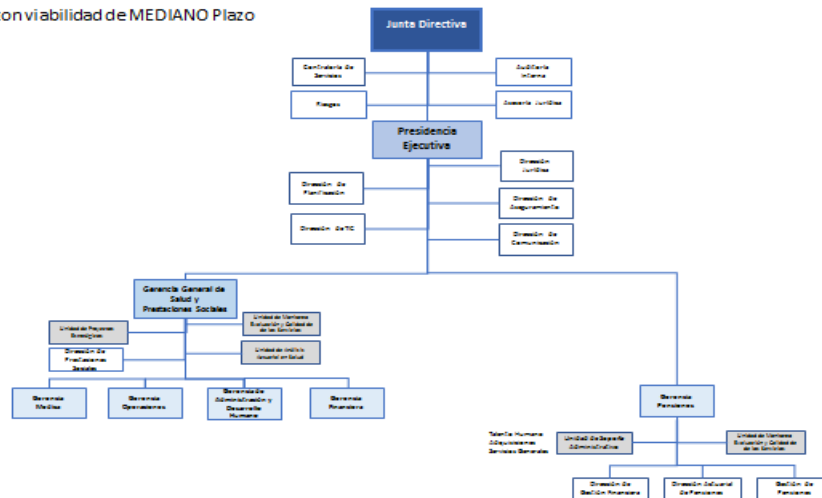 con viabilidad de MEDIANO Plazo
Junta Directiva
Contraloría de
Servicios
Auditoría
Interna
Riesgos
Asesoría Jurídica
Presidencia
Ejecutiva
Dirección
Jurídica
Dirección de
Planificación
Dirección de
Aseguramiento
Dirección de TIC
Dirección de
Comunicación
Gerencia General de
Salud y
Prestaciones Sociales
Unidad de Proyectos
Estratégicos
Unidad de Monitoreo
Evaluación y Calidad de
de los Servicios
Dirección de
Prestaciones
Sociales
Unidad de Análisis
Actuarial en Salud
Gerencia
Medica
Gerencia
Operaciones
Gerencia de
Administración y
Desarrollo
Humano
Gerencia
Financiera
Gerencia
Pensiones
Talento Humano
Adquisiciones
Servicios Generales
Unidad de Soporte
Administrativo
Unidad de Monitoreo
Evaluación y Calidad de
de los Servicios
Dirección de
Gestión Financiera
Dirección Actuarial
de Pensiones
Gestión de
Pensiones